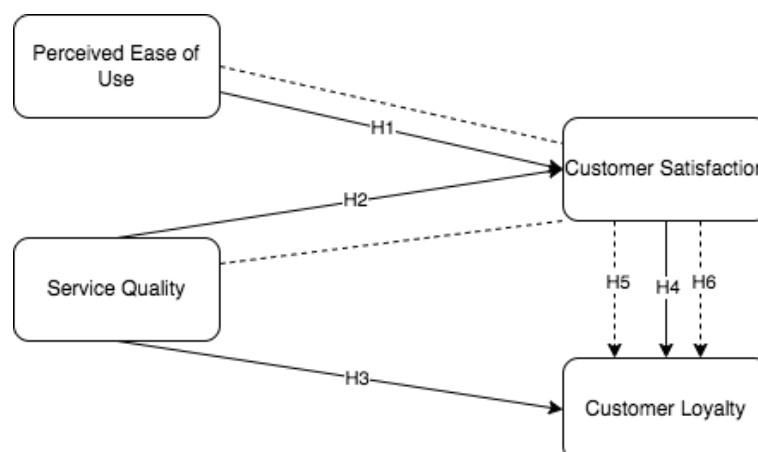 Perceived Ease of
Use
H1
Customer Satisfaction
H2
Service Quality
H5
H4
H6
H3
Customer Loyalty